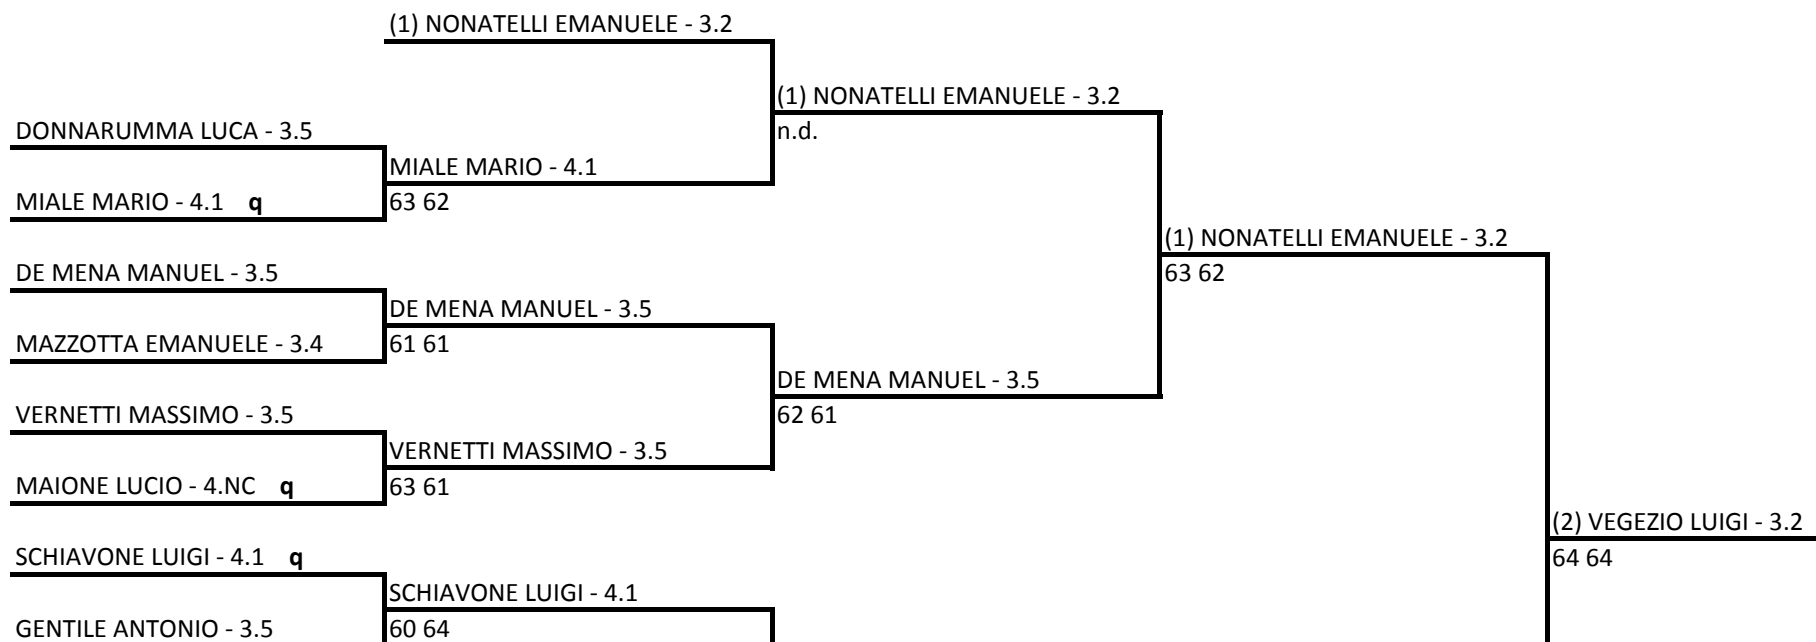 (1) NONATELLI EMANUELE - 3.2
(1) NONATELLI EMANUELE - 3.2
DONNARUMMA LUCA - 3.5
n.d.
MIALE MARIO - 4.1
MIALE MARIO - 4.1 q
63 62
(1) NONATELLI EMANUELE - 3.2
DE MENA MANUEL - 3.5
63 62
DE MENA MANUEL - 3.5
MAZZOTTA EMANUELE - 3.4
61 61
DE MENA MANUEL - 3.5
VERNETTI MASSIMO - 3.5
62 61
VERNETTI MASSIMO - 3.5
MAIONE LUCIO - 4.NC q
63 61
(2) VEGEZIO LUIGI - 3.2
SCHIAVONE LUIGI - 4.1 q
64 64
SCHIAVONE LUIGI - 4.1
GENTILE ANTONIO - 3.5
60 64